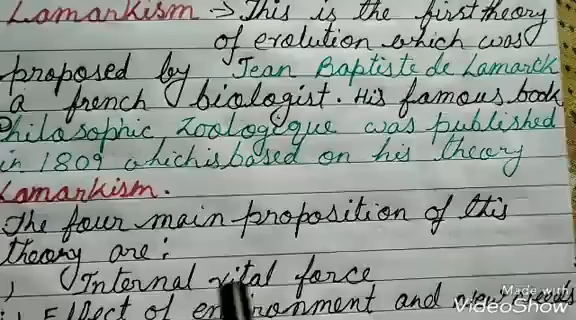 Lamarkism → This is the first theory
of evolution which was
proposed by Jean Baptiste de Lamarck
a french biologist. His famous book
Philosophic Zoologique was published
in 1809 which is based on his theory
Lamarkism.
The four main proposition of this
theory are:
) Internal vital force
Effect of environment and new needs
Made with
VideoShow